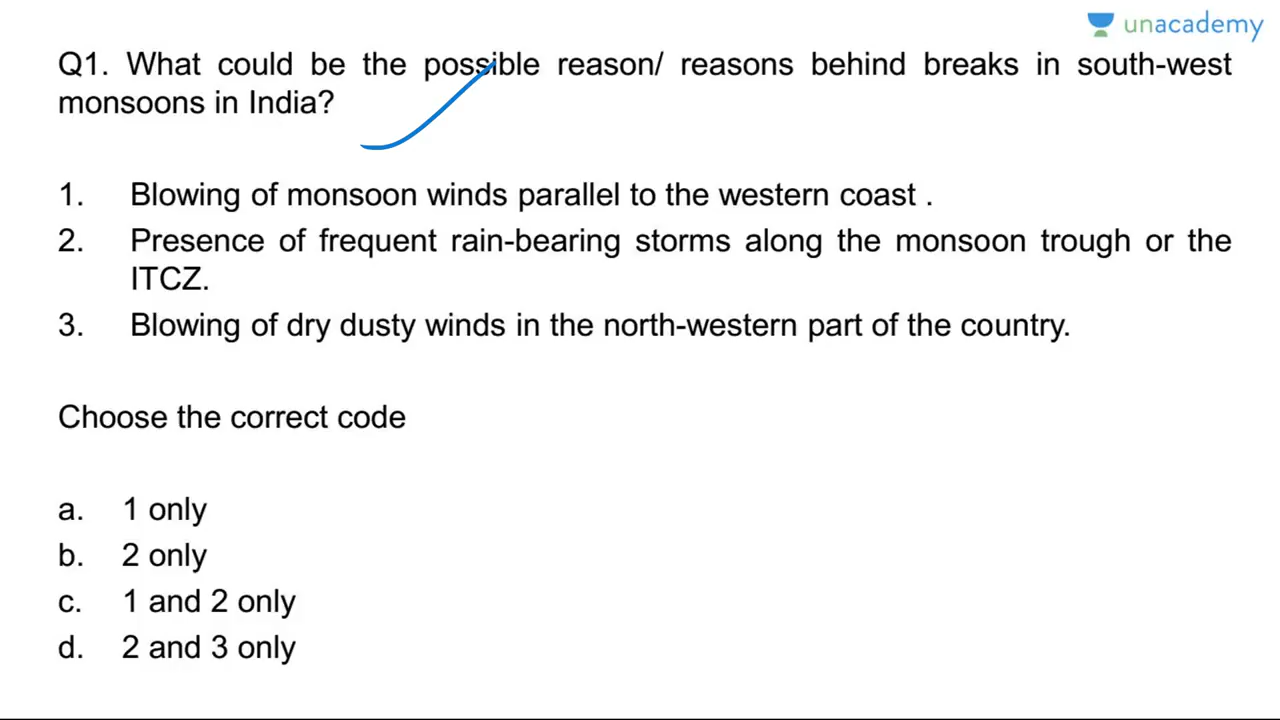 unacademy
Q1. What could be the possible reason/ reasons behind breaks in south-west
monsoons in India?
1. Blowing of monsoon winds parallel to the western coast .
2. Presence of frequent rain-bearing storms along the monsoon trough or the
ITCZ.
3. Blowing of dry dusty winds in the north-western part of the country.
Choose the correct code
a. 1 only
b. 2 only
c. 1 and 2 only
d. 2 and 3 only